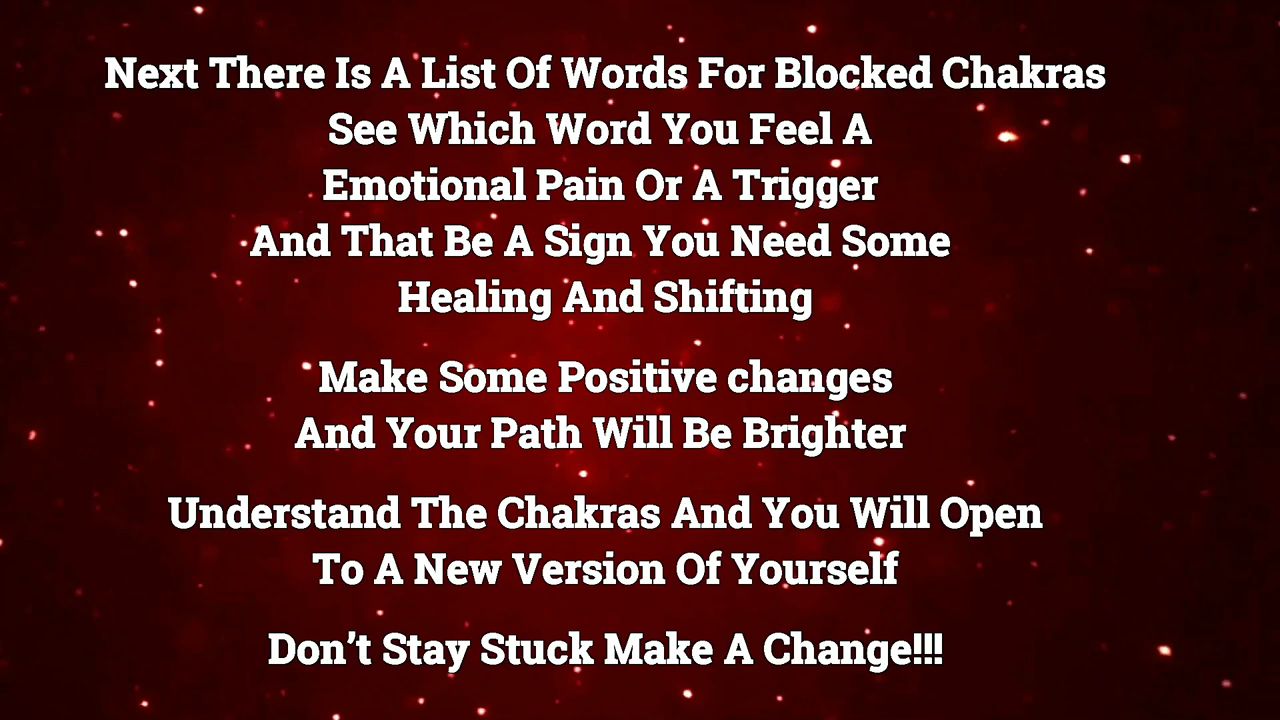 Next There Is A List Of Words For Blocked Chakras
See Which Word You Feel A
Emotional Pain Or A Trigger
And That Be A Sign You Need Some
Healing And Shifting
Make Some Positive changes
And Your Path Will Be Brighter
Understand The Chakras And You Will Open
To A New Version Of Yourself
Don’t Stay Stuck Make A Change!!!